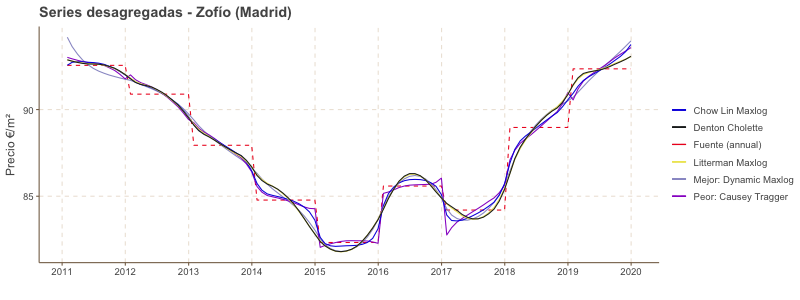 Series desagregadas - Zofío (Madrid)
Precio €/m²
90
85
2011 2012 2013 2014 2015 2016 2017 2018 2019 2020
Chow Lin Maxlog
Denton Cholette
Fuente (annual)
Litterman Maxlog
Mejor: Dynamic Maxlog
Peor: Causey Tragger